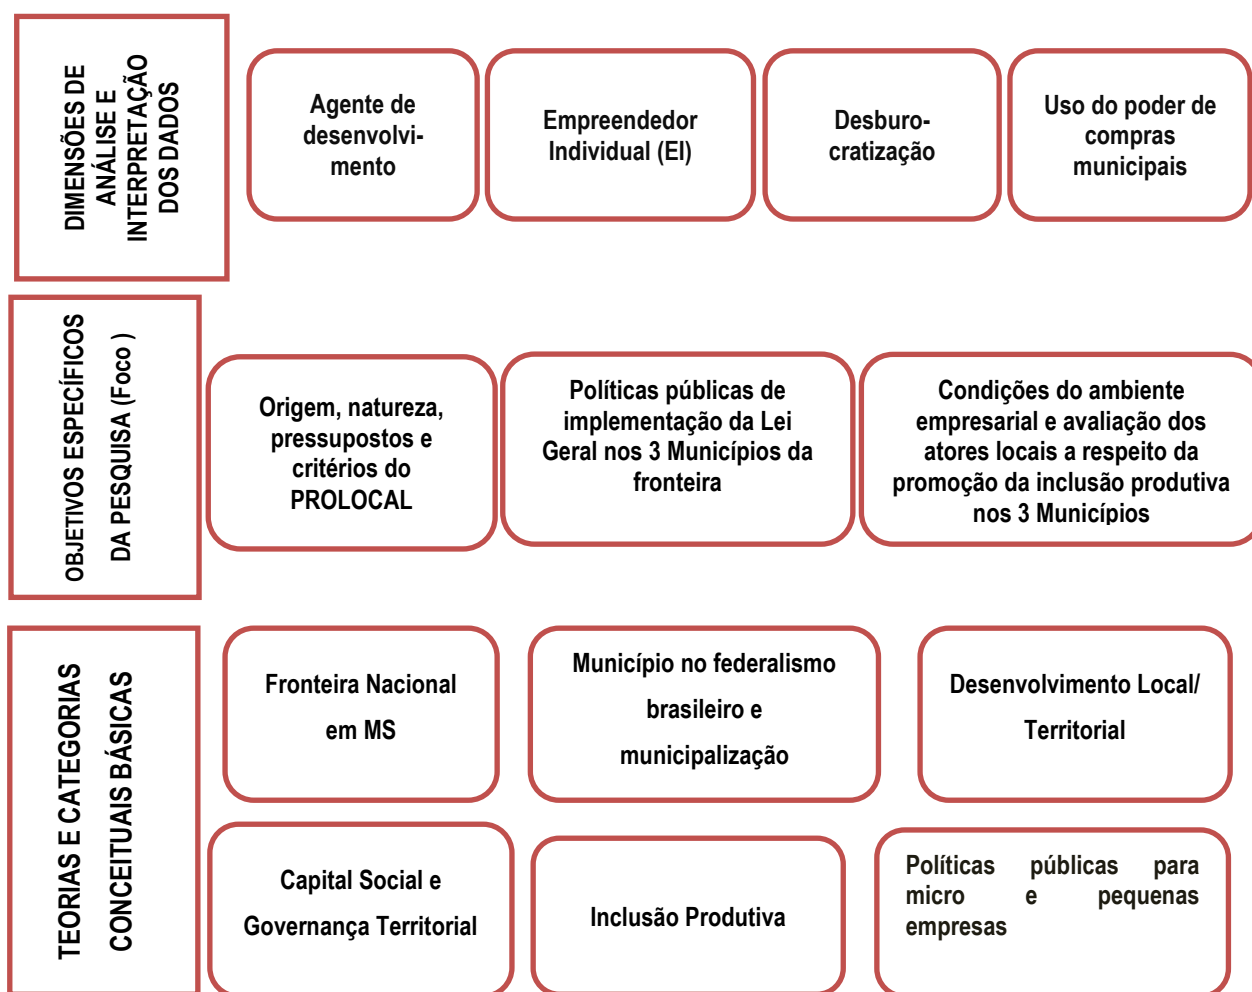 DIMENSÕES DE
ANÁLISE E
INTERPRETAÇÃO
DOS DADOS
Agente de
desenvolvi-
mento
Empreendedor
Individual (EI)
Desburo-
cratização
Uso do poder de
compras
municipais
OBJETIVOS ESPECÍFICOS
DA PESQUISA (Foco )
Origem, natureza,
pressupostos e
critérios do
PROLOCAL
Políticas públicas de
implementação da Lei
Geral nos 3 Municípios da
fronteira
Condições do ambiente
empresarial e avaliação dos
atores locais a respeito da
promoção da inclusão produtiva
nos 3 Municípios
TEORIAS E CATEGORIAS
CONCEITUAIS BÁSICAS
Fronteira Nacional
em MS
Município no federalismo
brasileiro e
municipalização
Desenvolvimento Local/
Territorial
Capital Social e
Governança Territorial
Inclusão Produtiva
Políticas públicas para
micro e pequenas
empresas